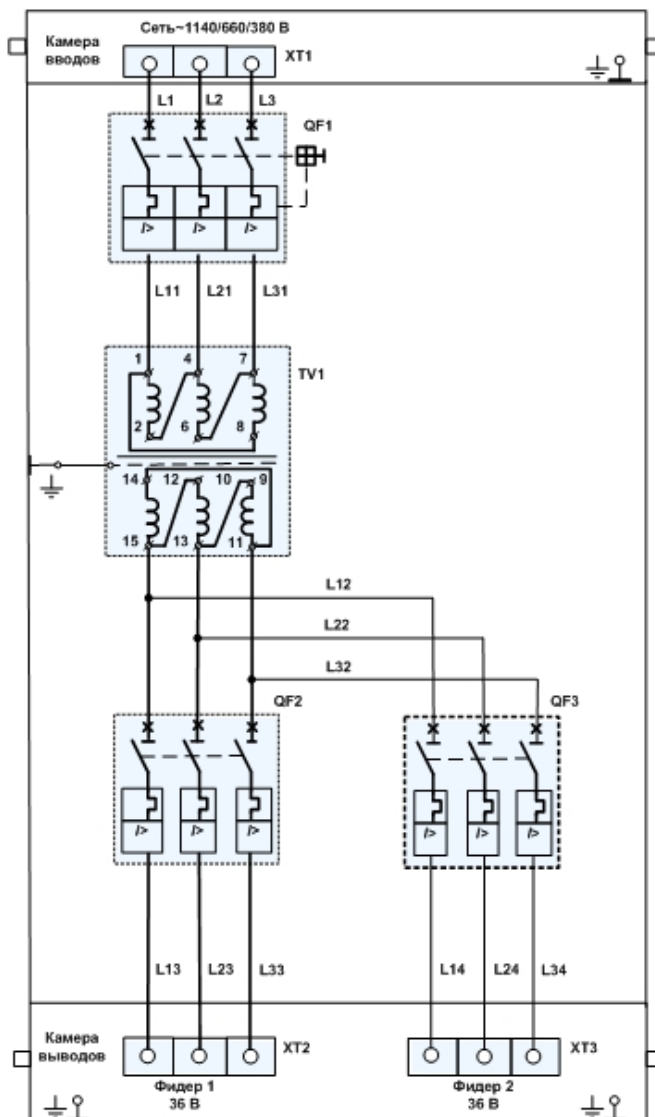 Сеть~1140/660/380 В
Камера
вводов
XT1
L1 L2 L3
QF1
I> I> I>
L11 L21 L31
1 4 7
TV1
2 6 8
14 12 10 9
15 13 11
L12
L22
L32
QF2
QF3
I> I> I>
I> I> I>
L13 L23 L33
L14 L24 L34
Камера
выводов
XT2
XT3
Фидер 1
36 В
Фидер 2
36 В